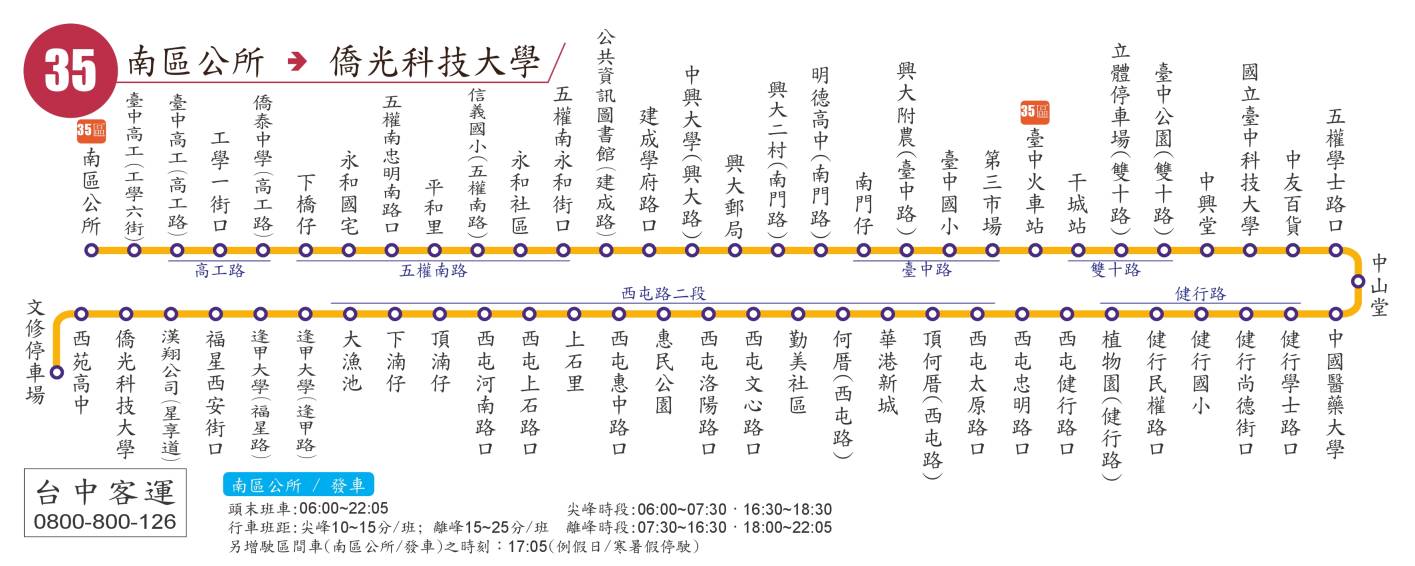 35
南區公所 ➔ 僑光科技大學
35區
南區公所
臺中高工(工學六街)
臺中高工(高工路)
工學一街口
僑泰中學(高工路)
下橋仔
永和國宅
五權南忠明南路口
平和里
信義國小(五權南路)
永和社區
五權南永和街口
公共資訊圖書館(建成路)
建成學府路口
中興大學(興大路)
興大郵局
興大二村(南門路)
明德高中(南門路)
南門仔
興大附農(臺中路)
臺中國小
第三市場
35區
臺中火車站
干城站
立體停車場(雙十路)
臺中公園(雙十路)
中興堂
國立臺中科技大學
中友百貨
五權學士路口
高工路
五權南路
臺中路
雙十路
中山堂
西屯路二段
健行路
文修停車場
西苑高中
僑光科技大學
漢翔公司(星享道)
福星西安街口
逢甲大學(福星路)
逢甲大學(逢甲路)
大漁池
下湳仔
頂湳仔
西屯河南路口
西屯上石路口
上石里
西屯惠中路口
惠民公園
西屯洛陽路口
西屯文心路口
勤美社區
何厝(西屯路)
華港新城
頂何厝(西屯路)
西屯太原路口
西屯忠明路口
西屯健行路口
植物園(健行路)
健行民權路口
健行國小
健行尚德街口
健行學士路口
中國醫藥大學
台中客運
0800-800-126
南區公所 / 發車
頭末班車:06:00~22:05 尖峰時段:06:00~07:30‧16:30~18:30
行車班距:尖峰10~15分/班; 離峰15~25分/班 離峰時段:07:30~16:30‧18:00~22:05
另增駛區間車(南區公所/發車)之時刻:17:05(例假日/寒暑假停駛)